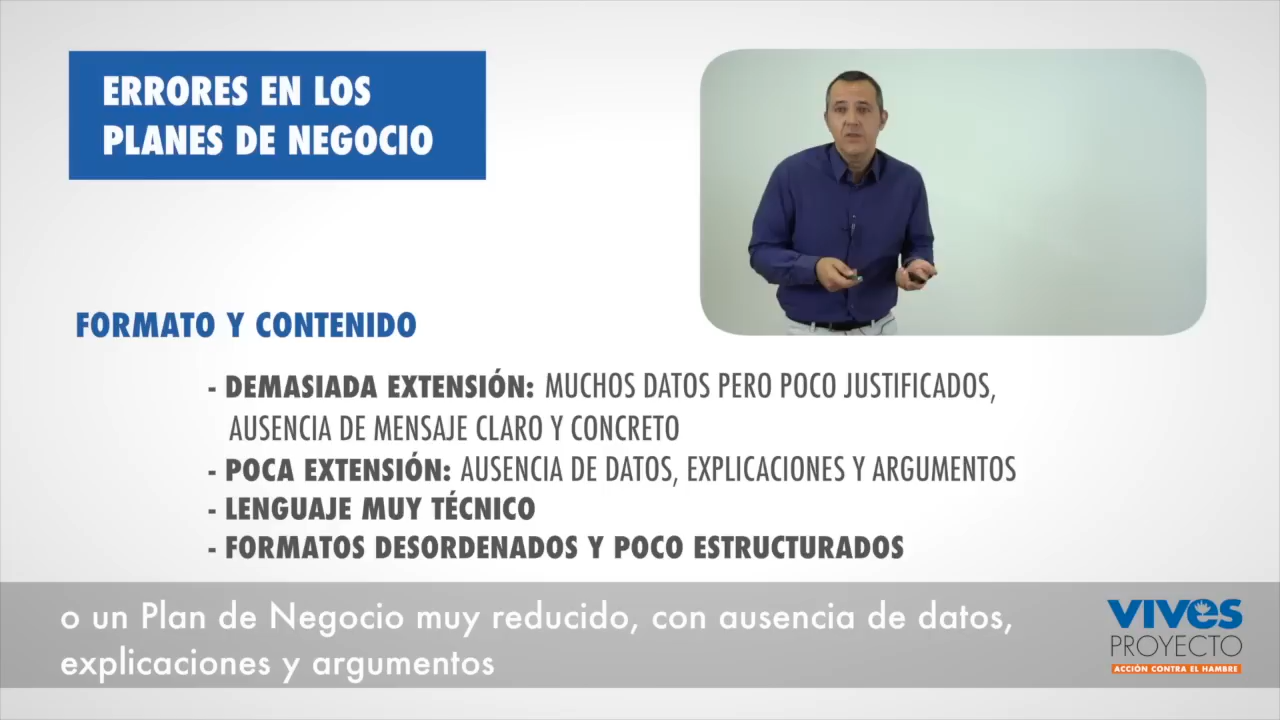 ERRORES EN LOS
PLANES DE NEGOCIO
FORMATO Y CONTENIDO
- DEMASIADA EXTENSIÓN: MUCHOS DATOS PERO POCO JUSTIFICADOS,
AUSENCIA DE MENSAJE CLARO Y CONCRETO
- POCA EXTENSIÓN: AUSENCIA DE DATOS, EXPLICACIONES Y ARGUMENTOS
- LENGUAJE MUY TÉCNICO
- FORMATOS DESORDENADOS Y POCO ESTRUCTURADOS
o un Plan de Negocio muy reducido, con ausencia de datos,
explicaciones y argumentos
VIVES
PROYECTO
ACCIÓN CONTRA EL HAMBRE